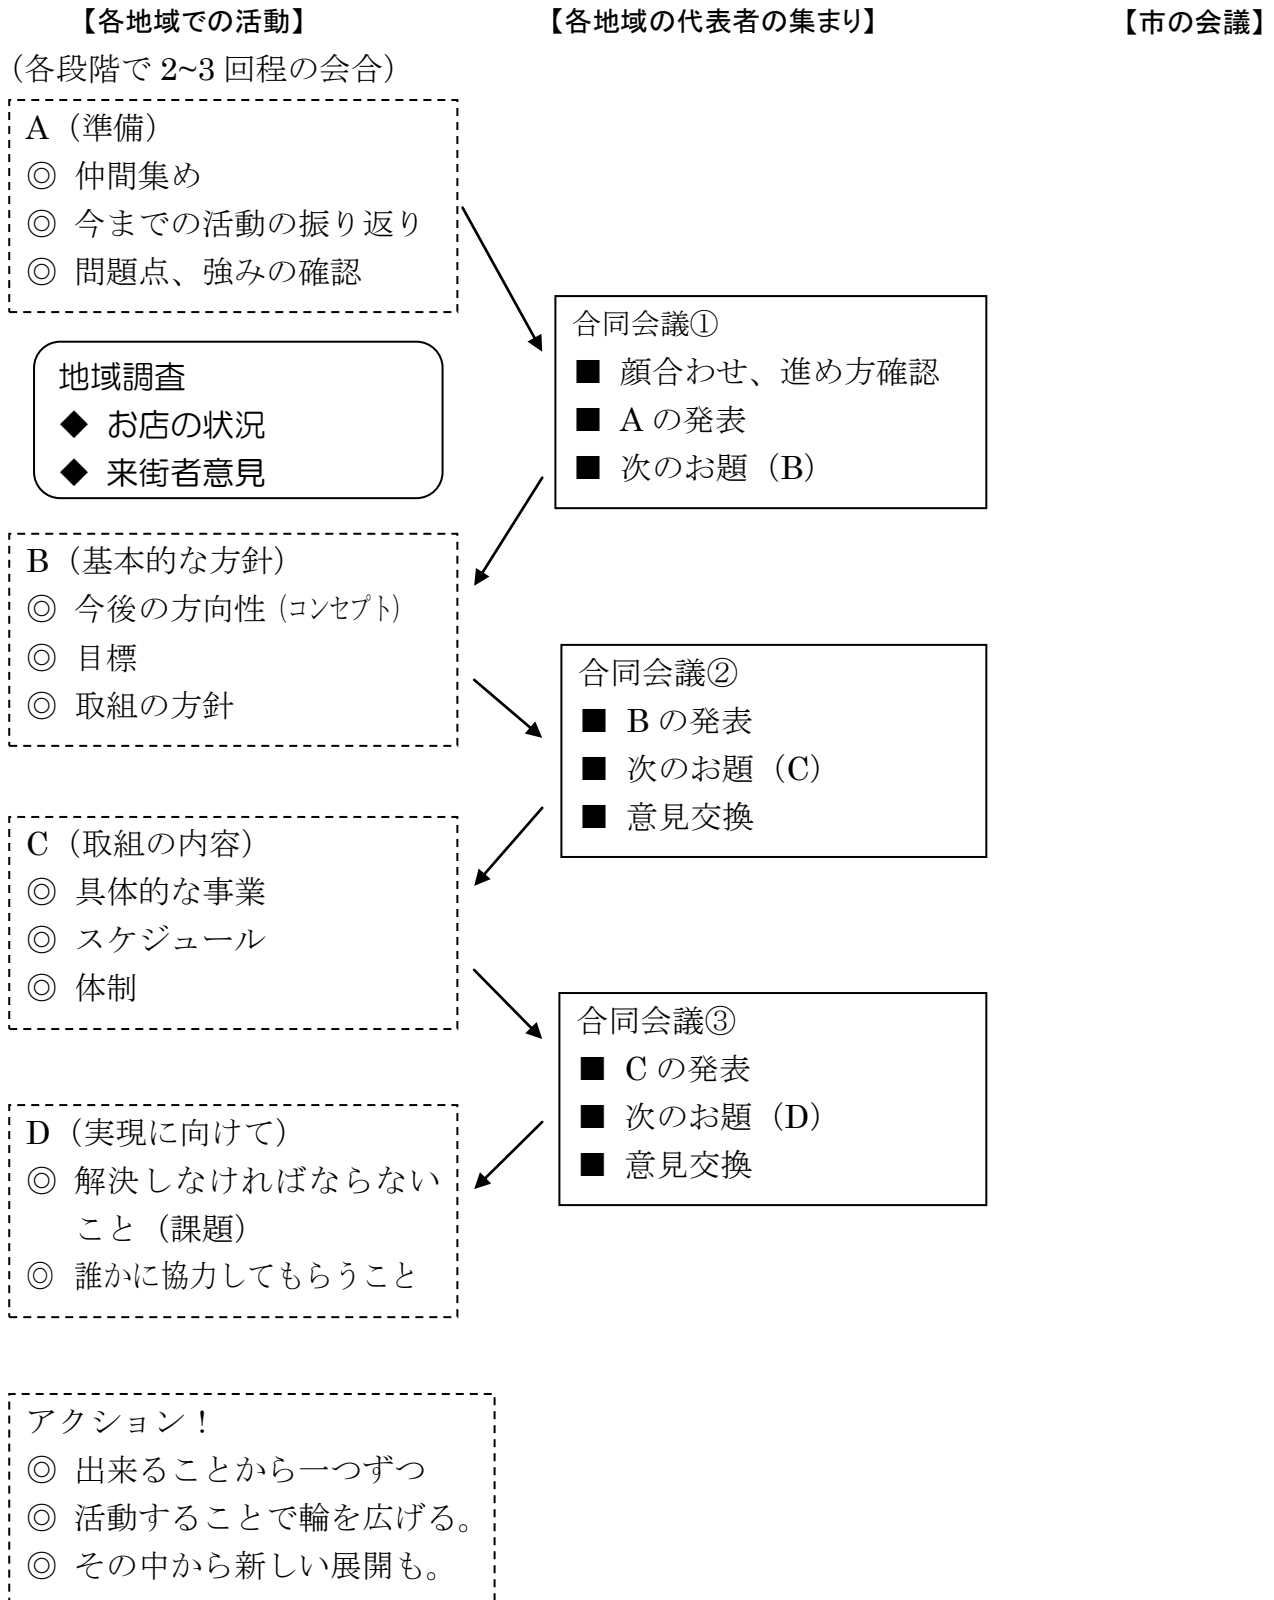 【各地域での活動】
【各地域の代表者の集まり】
【市の会議】
（各段階で 2~3 回程の会合）
A（準備）
◎ 仲間集め
◎ 今までの活動の振り返り
◎ 問題点、強みの確認
合同会議①
■ 顔合わせ、進め方確認
■ A の発表
■ 次のお題（B）
地域調査
◆ お店の状況
◆ 来街者意見
B（基本的な方針）
◎ 今後の方向性（コンセプト）
◎ 目標
◎ 取組の方針
合同会議②
■ B の発表
■ 次のお題（C）
■ 意見交換
C（取組の内容）
◎ 具体的な事業
◎ スケジュール
◎ 体制
合同会議③
■ C の発表
■ 次のお題（D）
■ 意見交換
D（実現に向けて）
◎ 解決しなければならない
こと（課題）
◎ 誰かに協力してもらうこと
アクション！
◎ 出来ることから一つずつ
◎ 活動することで輪を広げる。
◎ その中から新しい展開も。